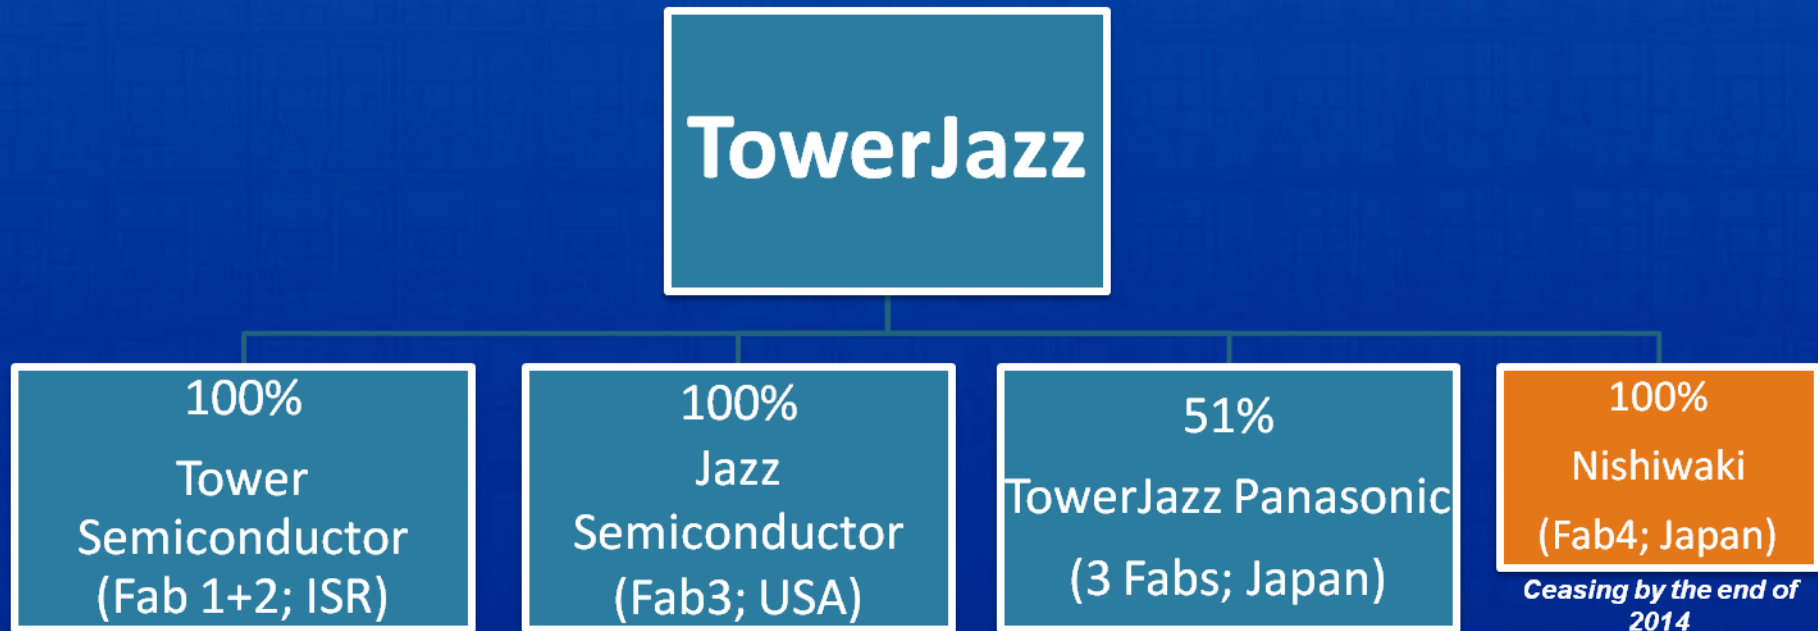 TowerJazz
100%
Tower
Semiconductor
(Fab 1+2; ISR)
100%
Jazz
Semiconductor
(Fab3; USA)
51%
TowerJazz Panasonic
(3 Fabs; Japan)
100%
Nishiwaki
(Fab4; Japan)
Ceasing by the end of
2014